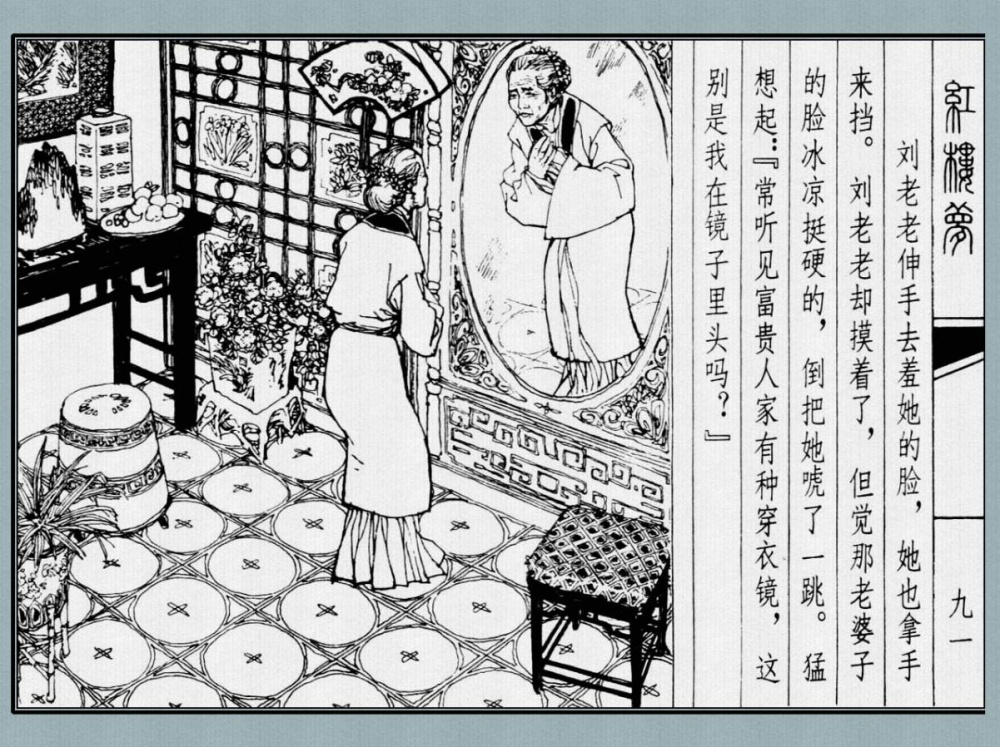 红楼梦
刘老老伸手去羞她的脸，她也拿手
来挡。刘老老却摸着了，但觉那老婆子
的脸冰凉挺硬的，倒把她唬了一跳。猛
想起：『常听见富贵人家有种穿衣镜，这
别是我在镜子里头吗？』
九一